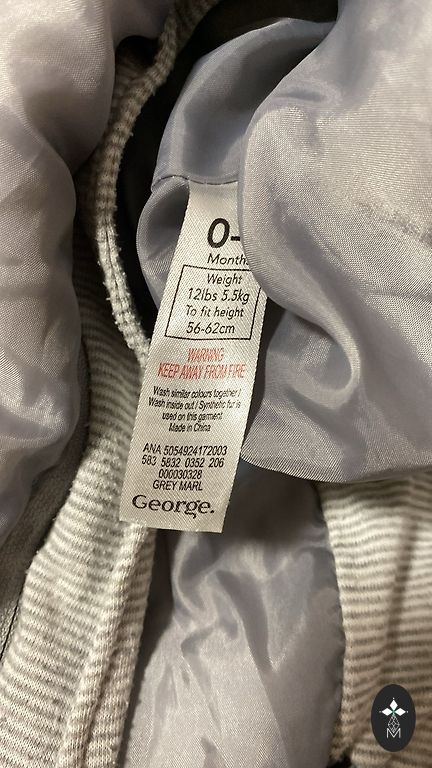 0-
Month
Weight
12lbs 5.5kg
To fit height
56-62cm
WARNING
KEEP AWAY FROM FIRE
Wash similar colours together /
Wash inside out / Synthetic fur is
used on this garment
Made in China
ANA 5054924172003
583 5832 0352 206
000030328
GREY MARL
George.
M